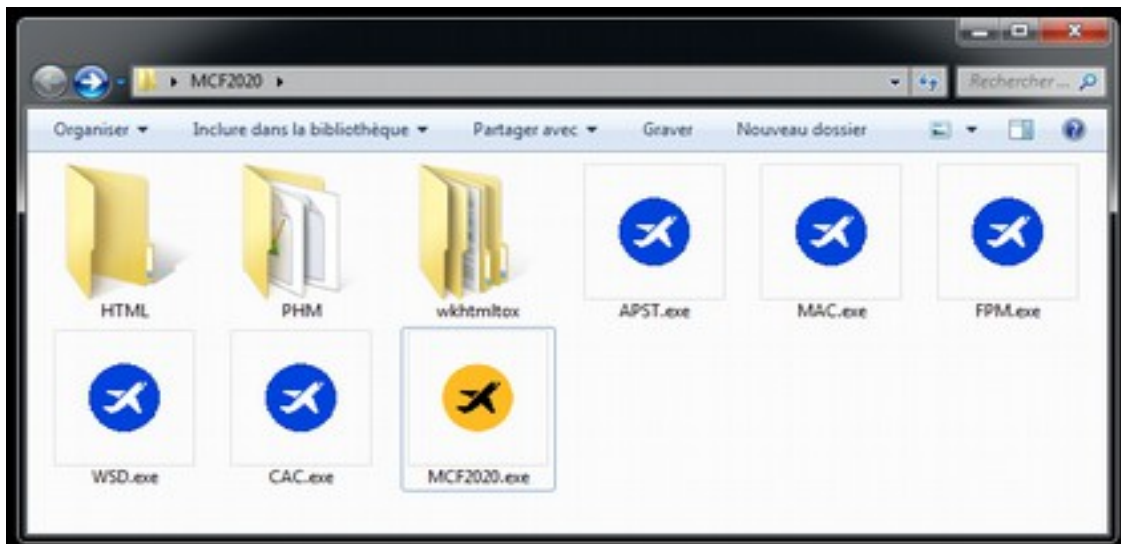 MCF2020
Rechercher ...
Organiser Inclure dans la bibliothèque Partager avec Graver Nouveau dossier
HTML PHM wkhtmltox APST.exe MAC.exe FPM.exe
WSD.exe CAC.exe MCF2020.exe